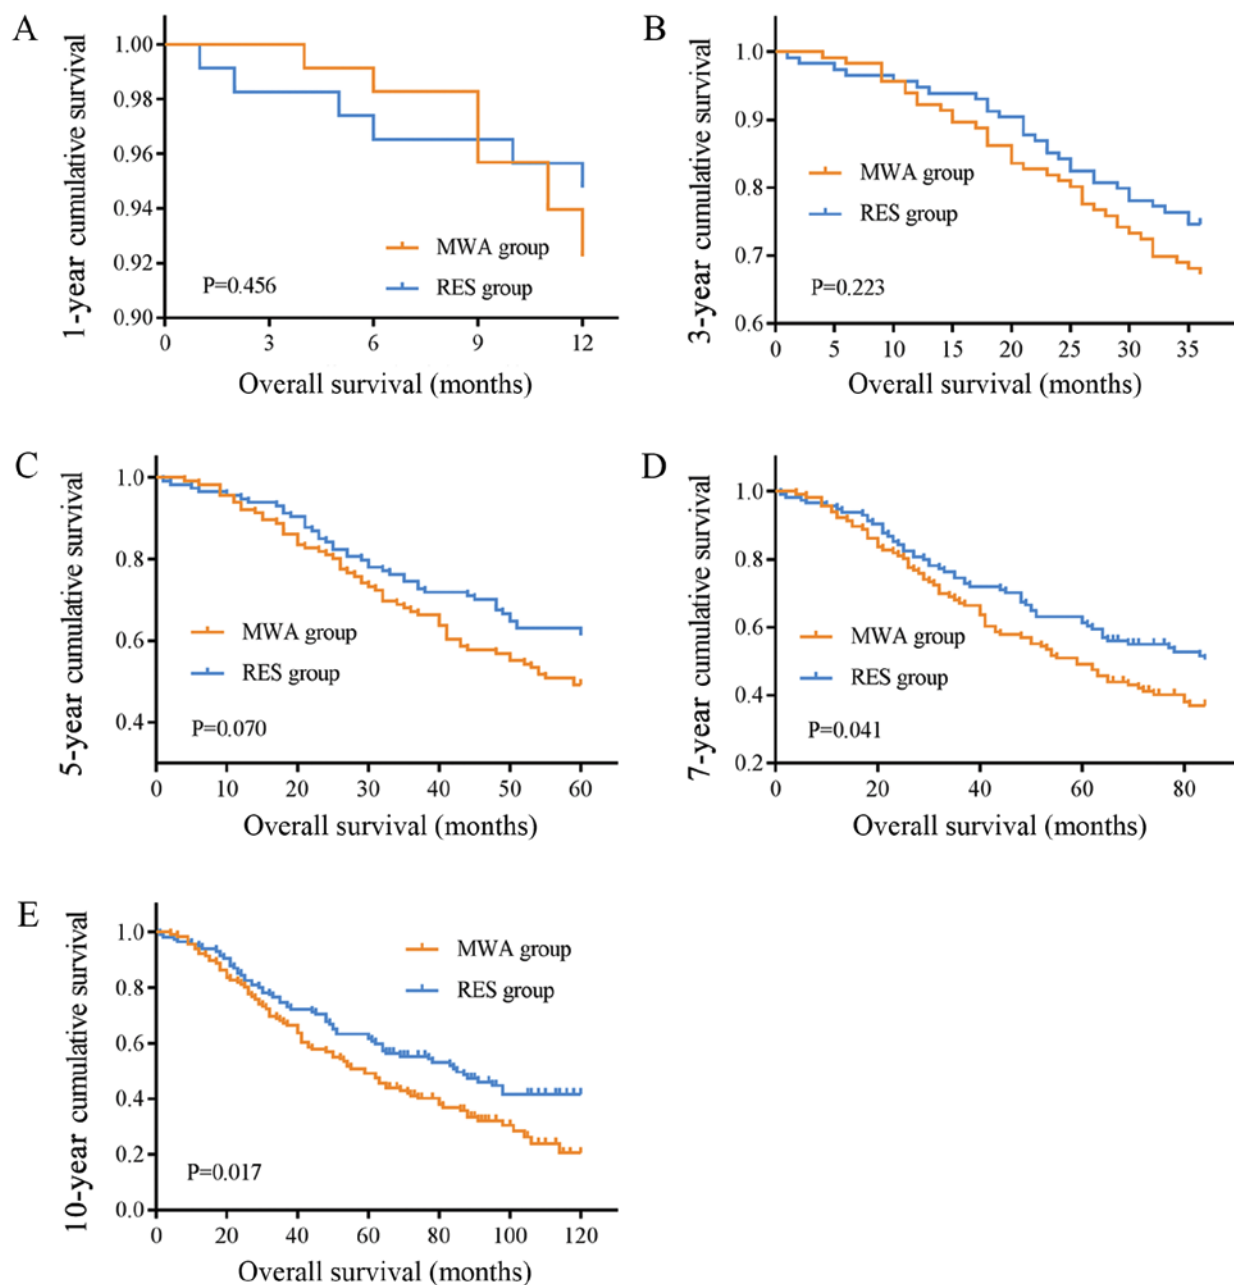 A
1-year cumulative survival
1.00
0.98
0.96
0.94
0.92
0.90
MWA group
RES group
P=0.456
0 3 6 9 12
Overall survival (months)
B
3-year cumulative survival
1.0
0.9
0.8
0.7
0.6
MWA group
RES group
P=0.223
0 5 10 15 20 25 30 35
Overall survival (months)
C
5-year cumulative survival
1.0
0.8
0.6
0.4
MWA group
RES group
P=0.070
0 10 20 30 40 50 60
Overall survival (months)
D
7-year cumulative survival
1.0
0.8
0.6
0.4
0.2
MWA group
RES group
P=0.041
0 20 40 60 80
Overall survival (months)
E
10-year cumulative survival
1.0
0.8
0.6
0.4
0.2
0.0
MWA group
RES group
P=0.017
0 20 40 60 80 100 120
Overall survival (months)